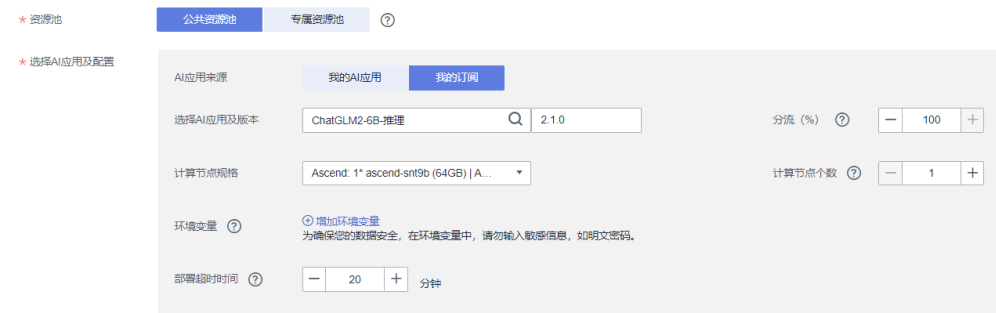 * 资源池 公共资源池 专属资源池 ?
* 选择AI应用及配置
AI应用来源 我的AI应用 我的订阅
选择AI应用及版本 ChatGLM2-6B-推理 2.1.0 分流（%） ? — 100 +
计算节点规格 Ascend: 1* ascend-snt9b (64GB) | A... 计算节点个数 ? — 1 +
环境变量 ? 增加环境变量
为确保您的数据安全，在环境变量中，请勿输入敏感信息，如明文密码。
部署超时时间 ? — 20 + 分钟